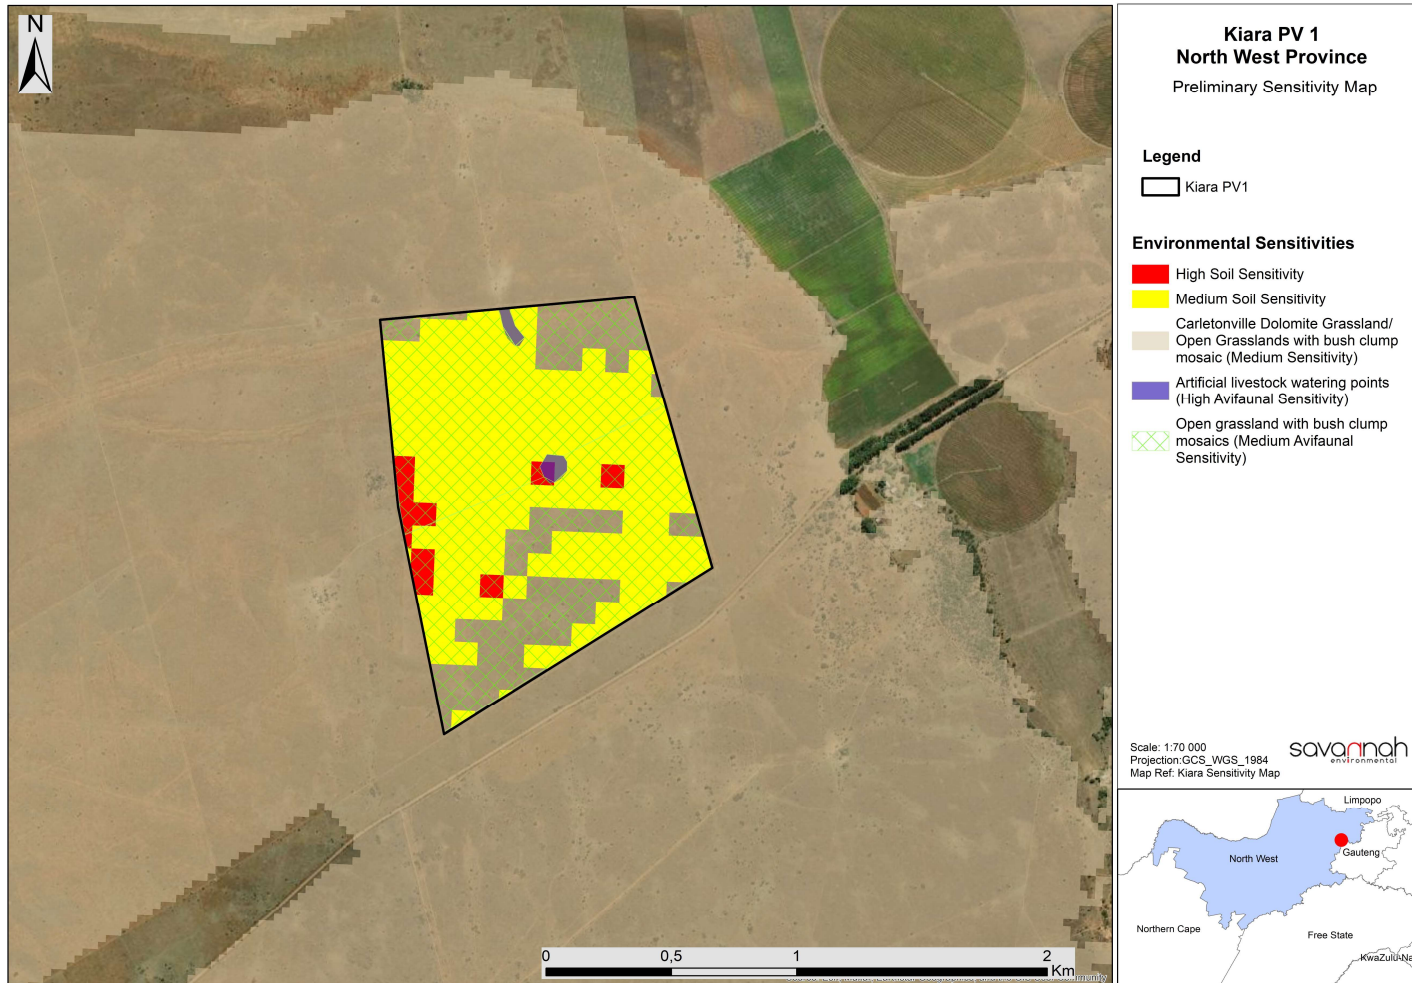 N
Kiara PV 1
North West Province
Preliminary Sensitivity Map
Legend
Kiara PV1
Environmental Sensitivities
High Soil Sensitivity
Medium Soil Sensitivity
Carletonville Dolomite Grassland/
Open Grasslands with bush clump
mosaic (Medium Sensitivity)
Artificial livestock watering points
(High Avifaunal Sensitivity)
Open grassland with bush clump
mosaics (Medium Avifaunal
Sensitivity)
Scale: 1:70 000
Projection:GCS_WGS_1984
Map Ref: Kiara Sensitivity Map
savannah
environmental
Limpopo
North West
Gauteng
Northern Cape
Free State
KwaZulu-Na
0 0,5 1 2
Km